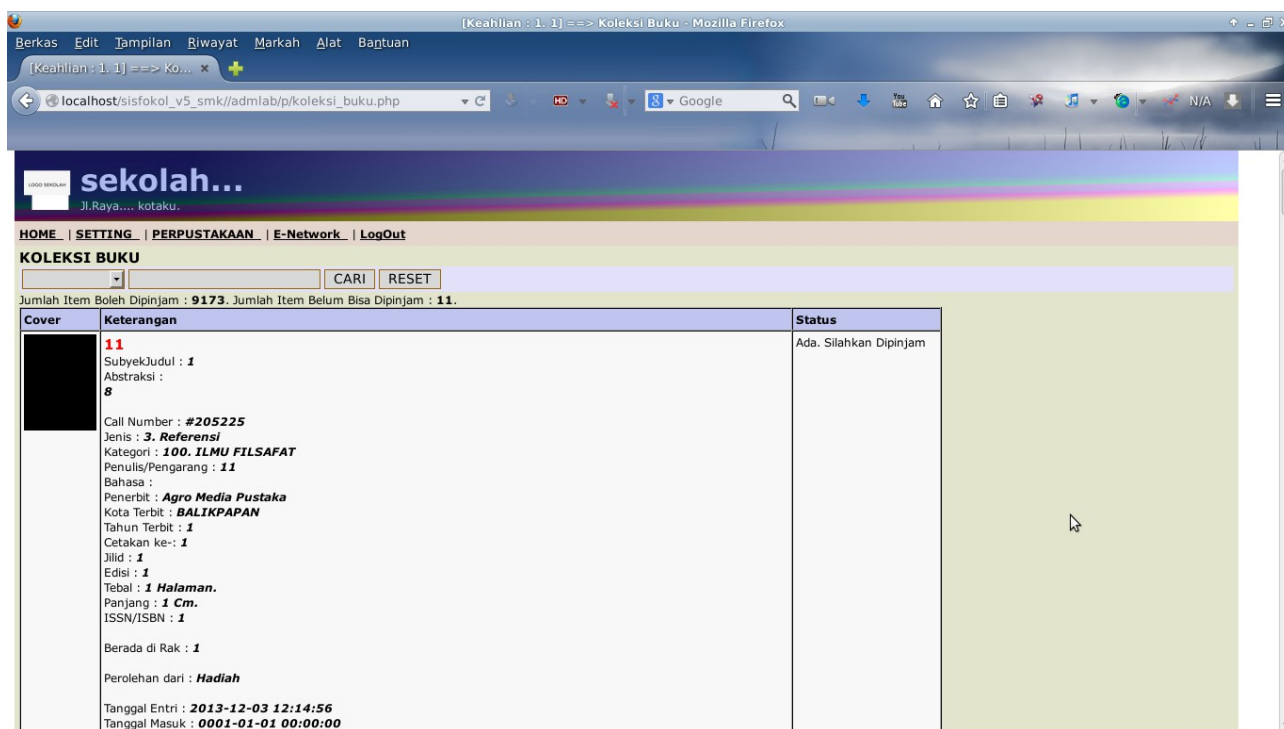 [Keahlian : 1. 1] ==> Koleksi Buku - Mozilla Firefox
Berkas Edit Tampilan Riwayat Markah Alat Bantuan
[Keahlian : 1. 1] ==> Ko...
localhost/sisfokol_v5_smk//admlab/p/koleksi_buku.php Google N/A
LOGO SEKOLAH
sekolah...
Jl.Raya.... kotaku.
HOME | SETTING | PERPUSTAKAAN | E-Network | LogOut
KOLEKSI BUKU
CARI RESET
Jumlah Item Boleh Dipinjam : 9173. Jumlah Item Belum Bisa Dipinjam : 11.
Cover Keterangan Status
11 Ada. Silahkan Dipinjam
SubyekJudul : 1
Abstraksi :
8
Call Number : #205225
Jenis : 3. Referensi
Kategori : 100. ILMU FILSAFAT
Penulis/Pengarang : 11
Bahasa :
Penerbit : Agro Media Pustaka
Kota Terbit : BALIKPAPAN
Tahun Terbit : 1
Cetakan ke-: 1
Jilid : 1
Edisi : 1
Tebal : 1 Halaman.
Panjang : 1 Cm.
ISSN/ISBN : 1
Berada di Rak : 1
Perolehan dari : Hadiah
Tanggal Entri : 2013-12-03 12:14:56
Tanggal Masuk : 0001-01-01 00:00:00